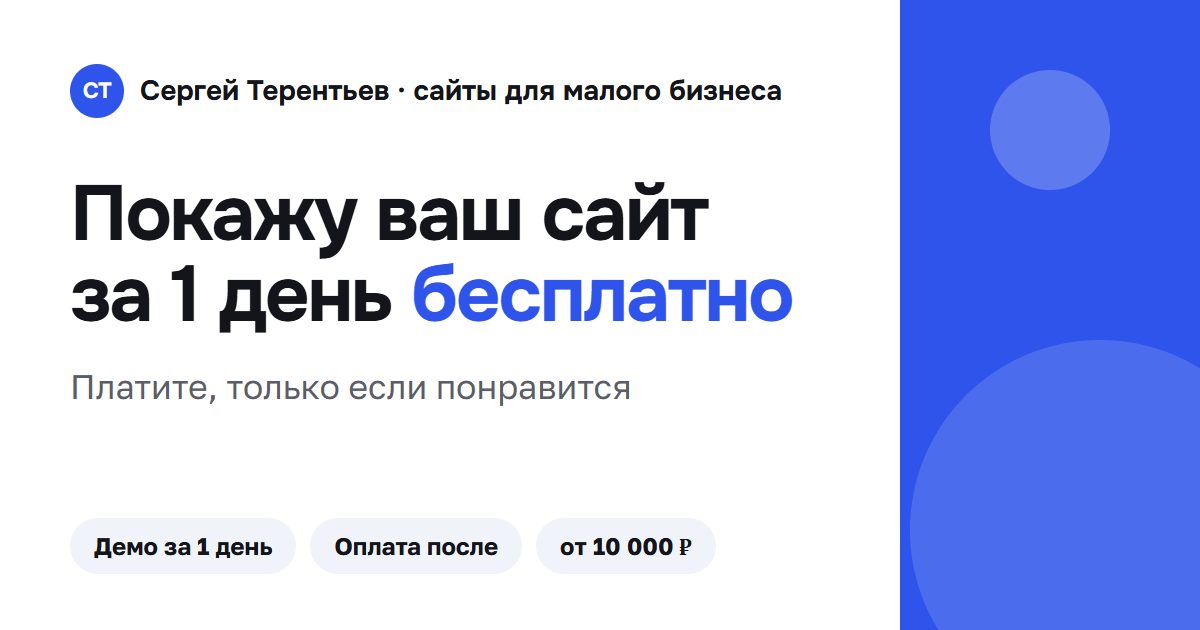 СТ
Сергей Терентьев · сайты для малого бизнеса
Покажу ваш сайт
за 1 день бесплатно
Платите, только если понравится
Демо за 1 день
Оплата после
от 10 000 ₽